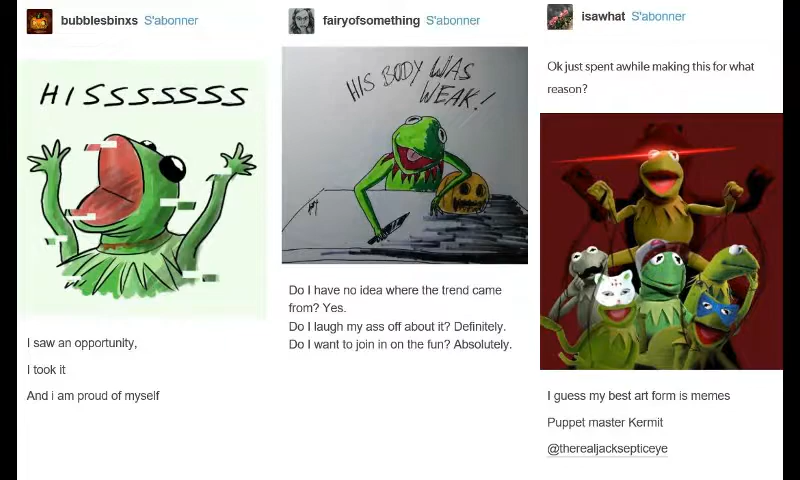 bubblesbinxs S'abonner
HISSSSSSS
I saw an opportunity,
I took it
And i am proud of myself
fairyofsomething S'abonner
HIS BODY WAS
WEAK!
Do I have no idea where the trend came
from? Yes.
Do I laugh my ass off about it? Definitely.
Do I want to join in on the fun? Absolutely.
isawhat S'abonner
Ok just spent awhile making this for what
reason?
I guess my best art form is memes
Puppet master Kermit
@therealjacksepticeye